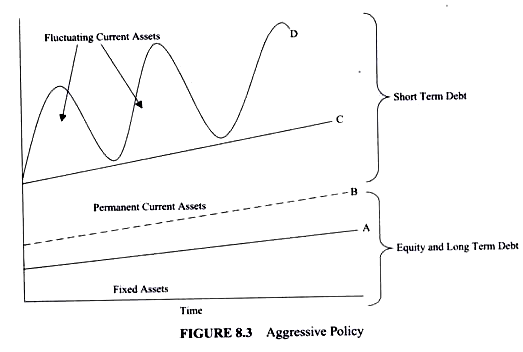 Fluctuating Current Assets
D
Short Term Debt
C
B
Permanent Current Assets
A
Equity and Long Term Debt
Fixed Assets
Time
FIGURE 8.3 Aggressive Policy